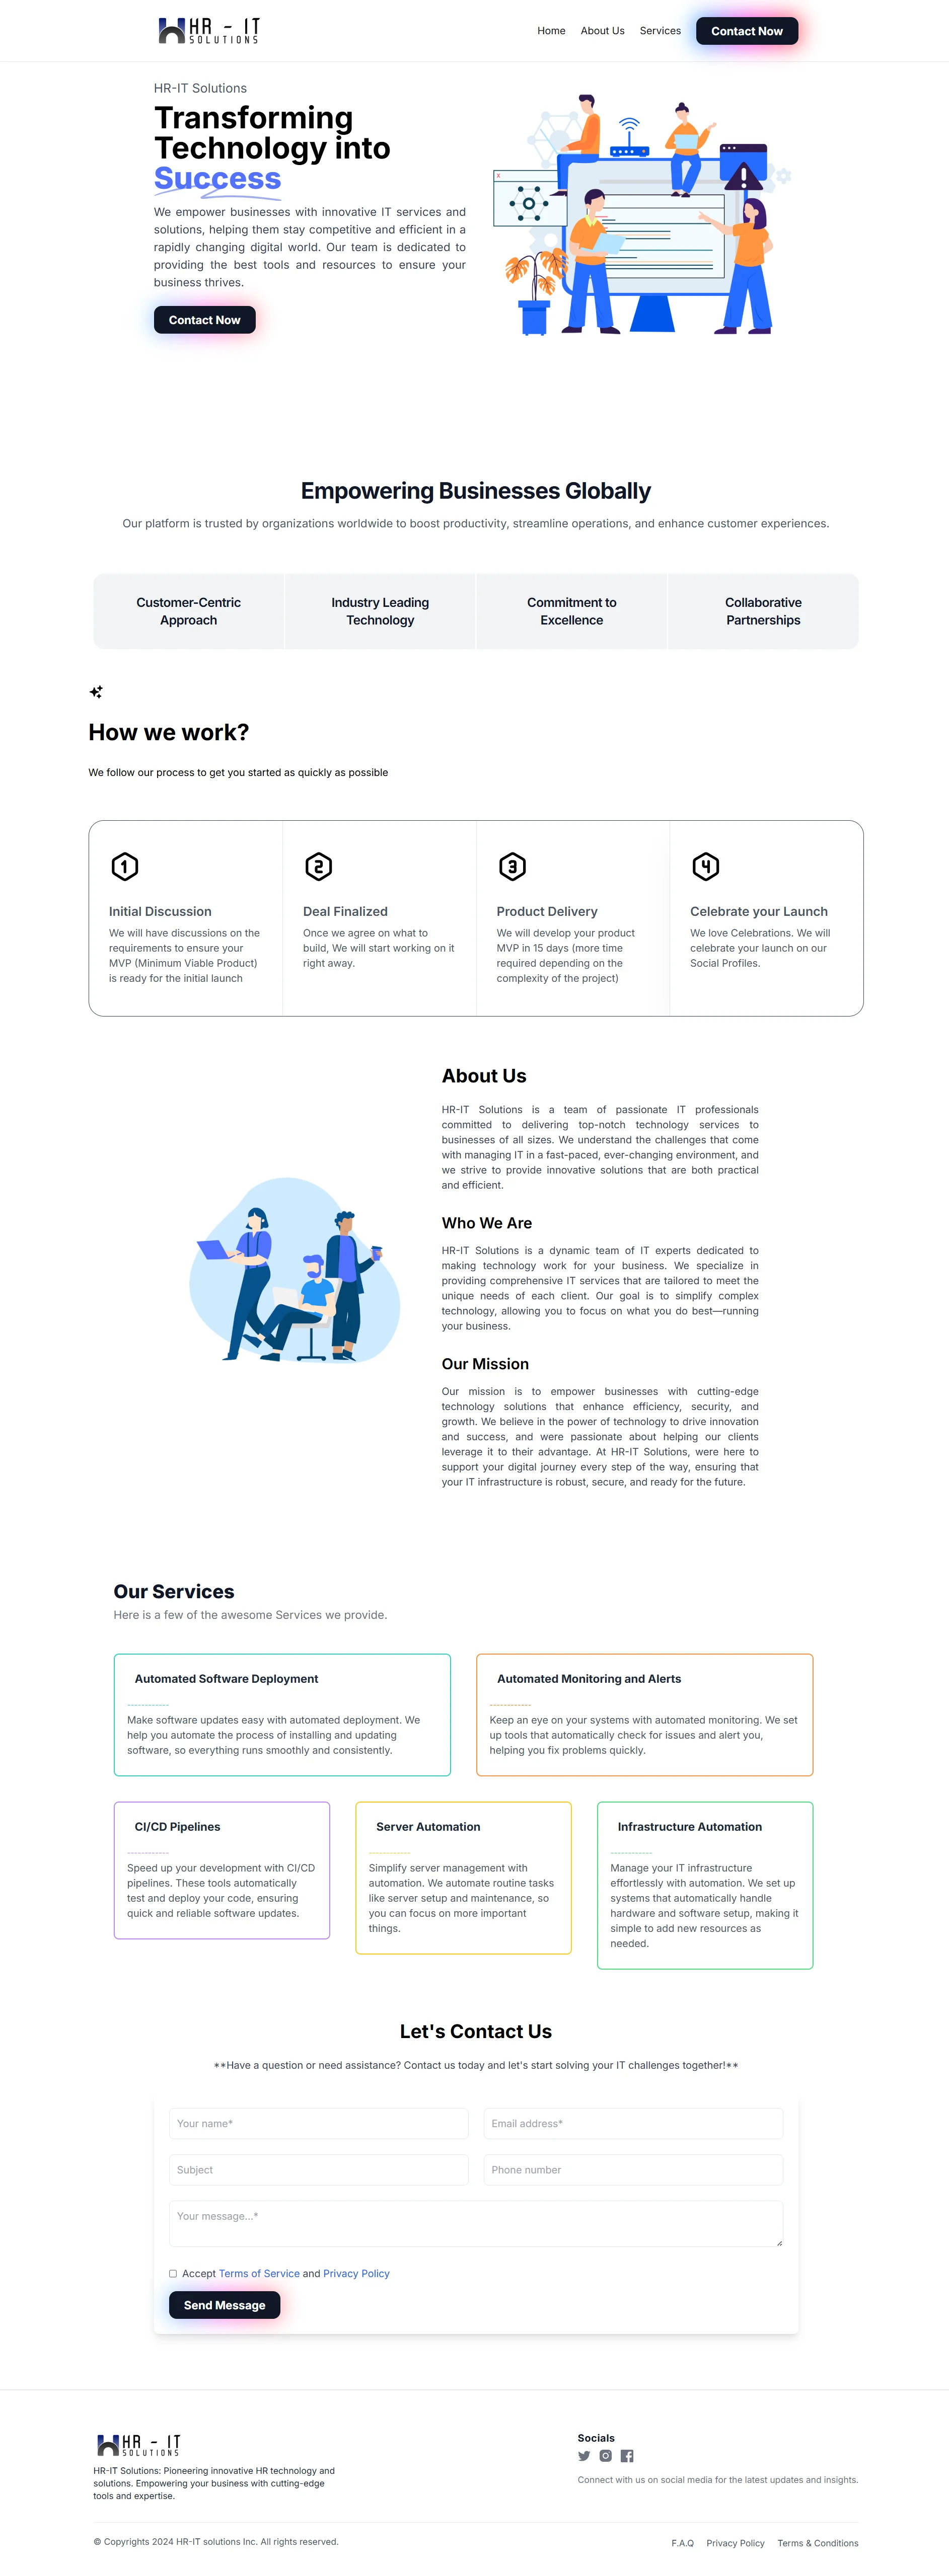 HR - IT
SOLUTIONS
Home About Us Services Contact Now
HR-IT Solutions
Transforming
Technology into
Success
We empower businesses with innovative IT services and
solutions, helping them stay competitive and efficient in a
rapidly changing digital world. Our team is dedicated to
providing the best tools and resources to ensure your
business thrives.
Contact Now
X
Empowering Businesses Globally
Our platform is trusted by organizations worldwide to boost productivity, streamline operations, and enhance customer experiences.
Customer-Centric
Approach
Industry Leading
Technology
Commitment to
Excellence
Collaborative
Partnerships
How we work?
We follow our process to get you started as quickly as possible
1
Initial Discussion
We will have discussions on the
requirements to ensure your
MVP (Minimum Viable Product)
is ready for the initial launch
2
Deal Finalized
Once we agree on what to
build, We will start working on it
right away.
3
Product Delivery
We will develop your product
MVP in 15 days (more time
required depending on the
complexity of the project)
4
Celebrate your Launch
We love Celebrations. We will
celebrate your launch on our
Social Profiles.
About Us
HR-IT Solutions is a team of passionate IT professionals
committed to delivering top-notch technology services to
businesses of all sizes. We understand the challenges that come
with managing IT in a fast-paced, ever-changing environment, and
we strive to provide innovative solutions that are both practical
and efficient.
Who We Are
HR-IT Solutions is a dynamic team of IT experts dedicated to
making technology work for your business. We specialize in
providing comprehensive IT services that are tailored to meet the
unique needs of each client. Our goal is to simplify complex
technology, allowing you to focus on what you do best—running
your business.
Our Mission
Our mission is to empower businesses with cutting-edge
technology solutions that enhance efficiency, security, and
growth. We believe in the power of technology to drive innovation
and success, and were passionate about helping our clients
leverage it to their advantage. At HR-IT Solutions, were here to
support your digital journey every step of the way, ensuring that
your IT infrastructure is robust, secure, and ready for the future.
Our Services
Here is a few of the awesome Services we provide.
Automated Software Deployment
------------
Make software updates easy with automated deployment. We
help you automate the process of installing and updating
software, so everything runs smoothly and consistently.
Automated Monitoring and Alerts
------------
Keep an eye on your systems with automated monitoring. We set
up tools that automatically check for issues and alert you,
helping you fix problems quickly.
CI/CD Pipelines
------------
Speed up your development with CI/CD
pipelines. These tools automatically
test and deploy your code, ensuring
quick and reliable software updates.
Server Automation
------------
Simplify server management with
automation. We automate routine tasks
like server setup and maintenance, so
you can focus on more important
things.
Infrastructure Automation
------------
Manage your IT infrastructure
effortlessly with automation. We set up
systems that automatically handle
hardware and software setup, making it
simple to add new resources as
needed.
Let's Contact Us
**Have a question or need assistance? Contact us today and let's start solving your IT challenges together!**
Your name*
Email address*
Subject
Phone number
Your message...*
Accept Terms of Service and Privacy Policy
Send Message
HR - IT
SOLUTIONS
HR-IT Solutions: Pioneering innovative HR technology and
solutions. Empowering your business with cutting-edge
tools and expertise.
Socials
Connect with us on social media for the latest updates and insights.
© Copyrights 2024 HR-IT solutions Inc. All rights reserved.
F.A.Q Privacy Policy Terms & Conditions